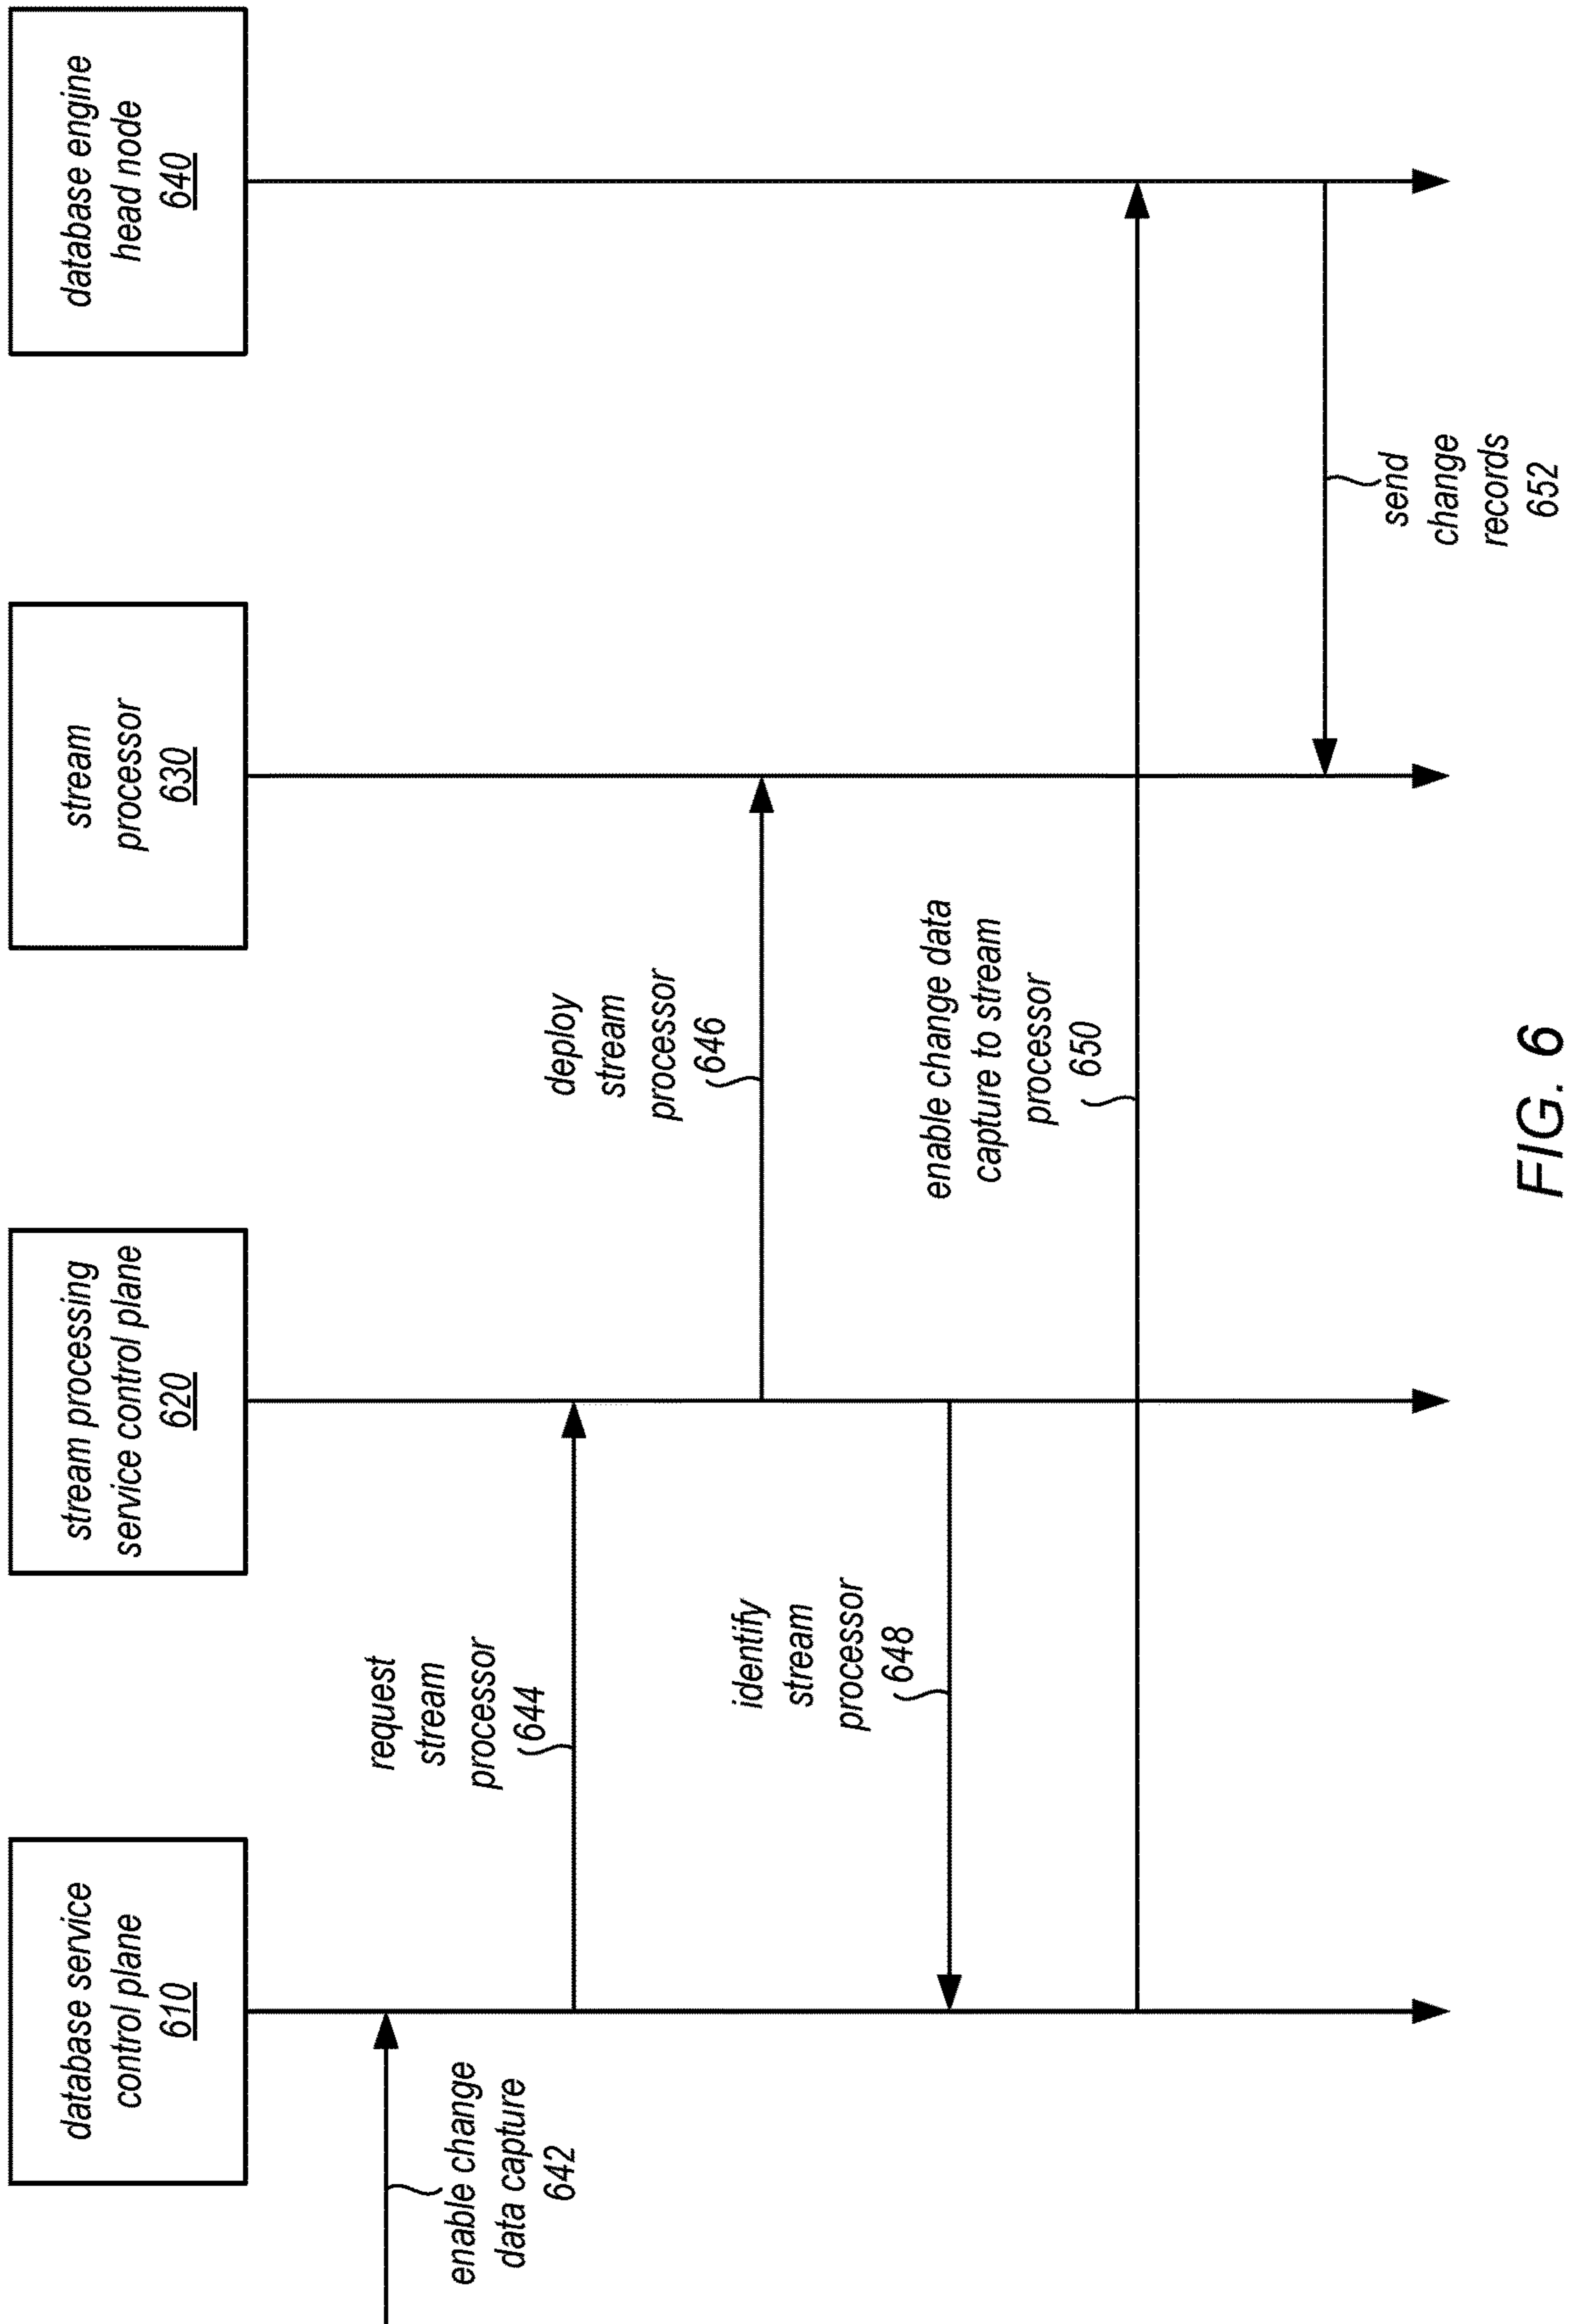 database service
control plane
610
stream processing
service control plane
620
stream
processor
630
database engine
head node
640
enable change
data capture
642
request
stream
processor
644
deploy
stream
processor
646
identify
stream
processor
648
enable change data
capture to stream
processor
650
send
change
records
652
FIG. 6